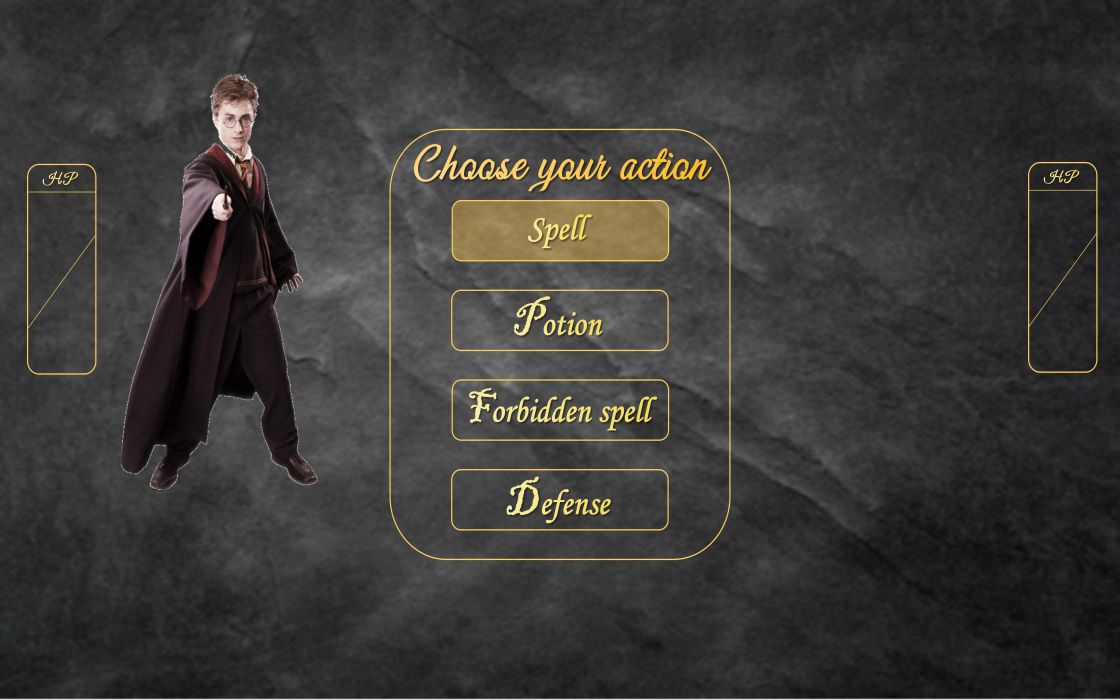 Choose your action
HP
HP
Spell
Potion
Forbidden spell
Defense